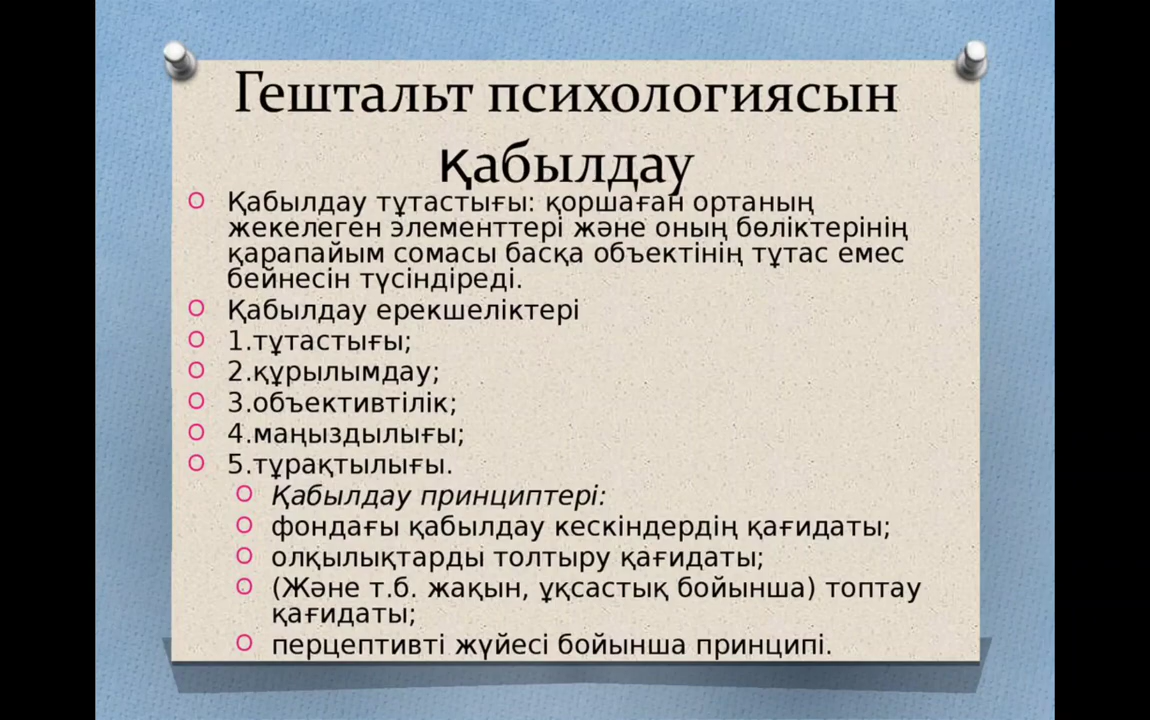 Гештальт психологиясын
қабылдау
О Қабылдау тұтастығы: қоршаған ортаның
жекелеген элементтері және оның бөліктерінің
қарапайым сомасы басқа объектінің тұтас емес
бейнесін түсіндіреді.
О Қабылдау ерекшеліктері
О 1.тұтастығы;
О 2.құрылымдау;
О 3.объективтілік;
О 4.маңыздылығы;
О 5.тұрақтылығы.
О Қабылдау принциптері:
О фондағы қабылдау кескіндердің қағидаты;
О олқылықтарды толтыру қағидаты;
О (Және т.б. жақын, ұқсастық бойынша) топтау
қағидаты;
О перцептивті жүйесі бойынша принципі.